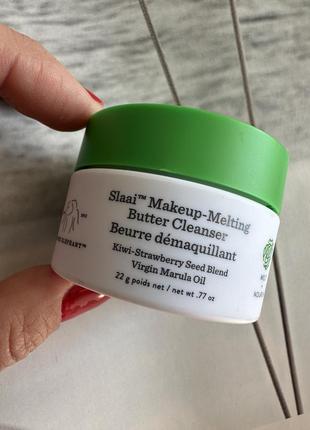 Slaai™ Makeup-Melting
Butter Cleanser
Beurre démaquillant
Kiwi-Strawberry Seed Blend
Virgin Marula Oil
22 g poids net / net wt .77 oz
ELEPHANT™